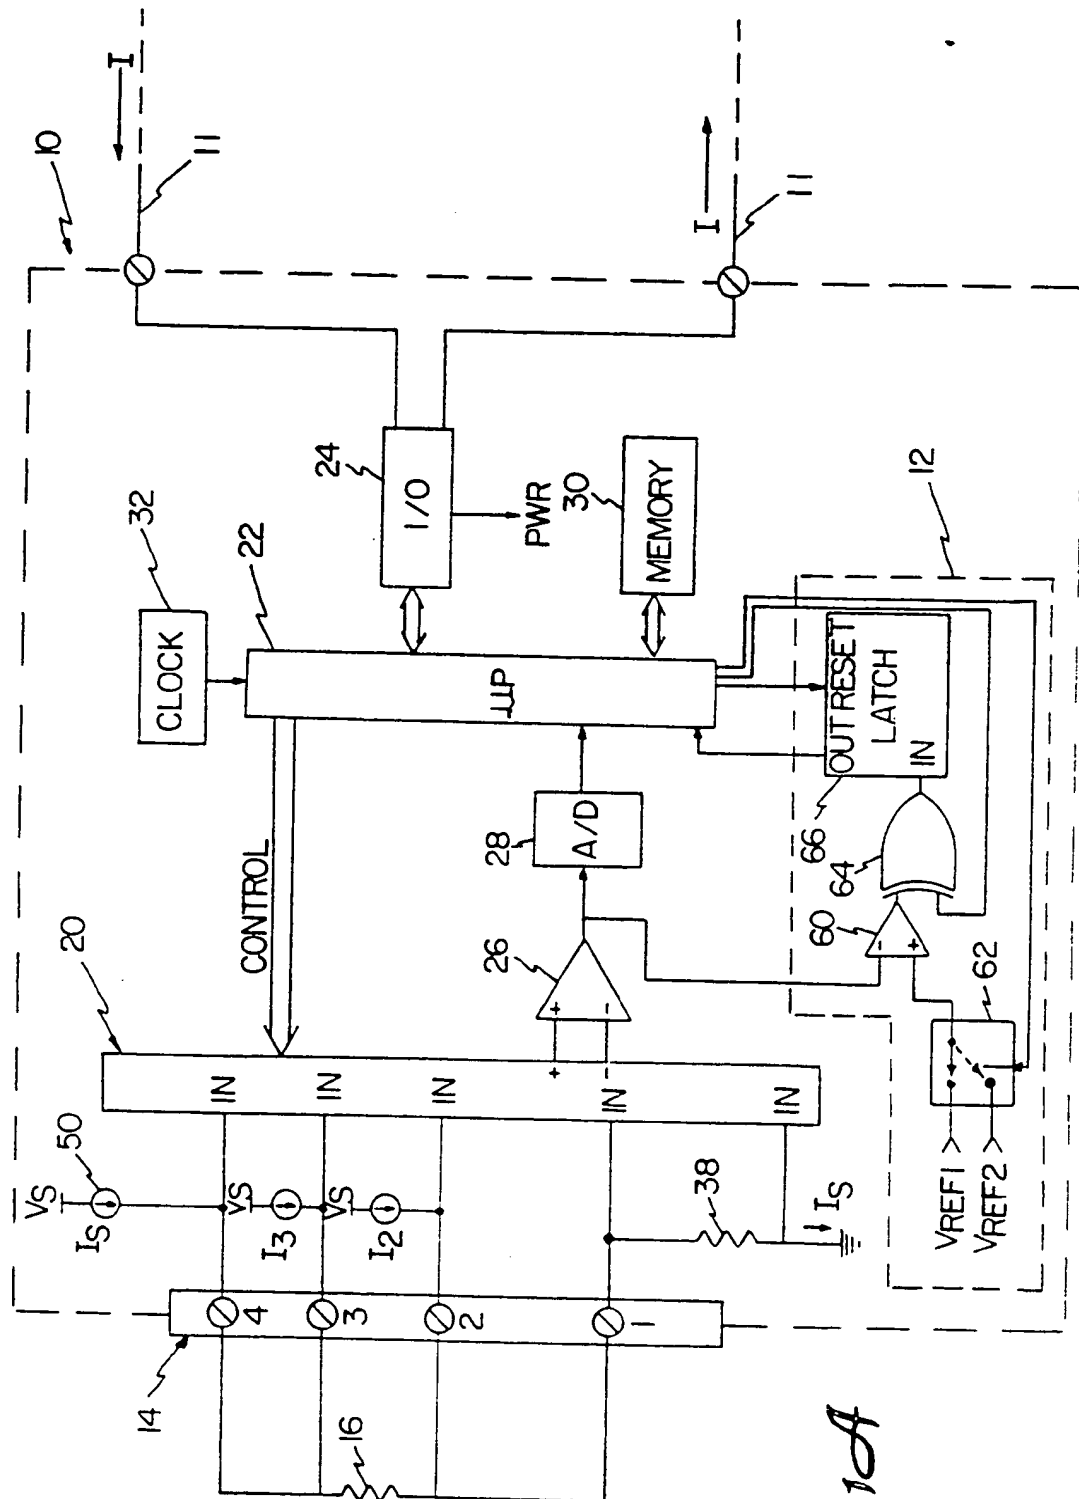 10
I
11
I
11
32
CLOCK
22
24
I/O
PWR
30
MEMORY
µP
CONTROL
20
28
A/D
26
12
OUT RESET
LATCH
IN
66
64
60
62
VREF1
VREF2
50
VS
IS
VS
I3
VS
I2
IN
IN
IN
+
-
IN
IN
+
-
-
+
38
IS
14
4
3
2
1
16
1A